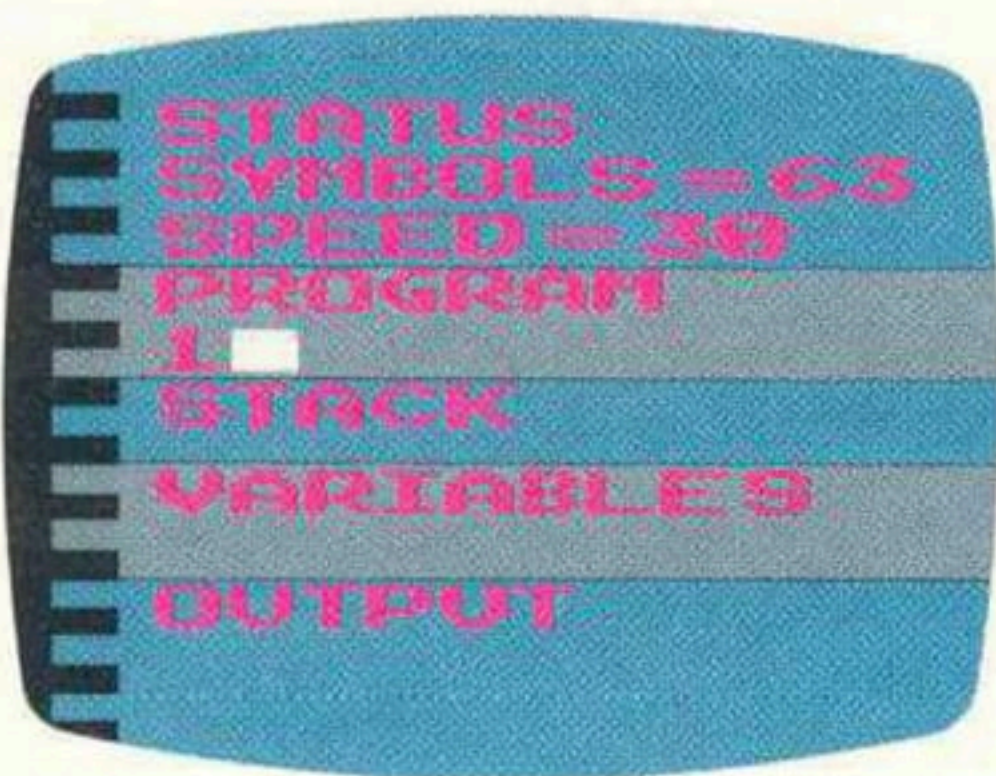 STATUS
SYMBOLS=63
SPEED=30
PROGRAM
1
STACK
VARIABLES
OUTPUT